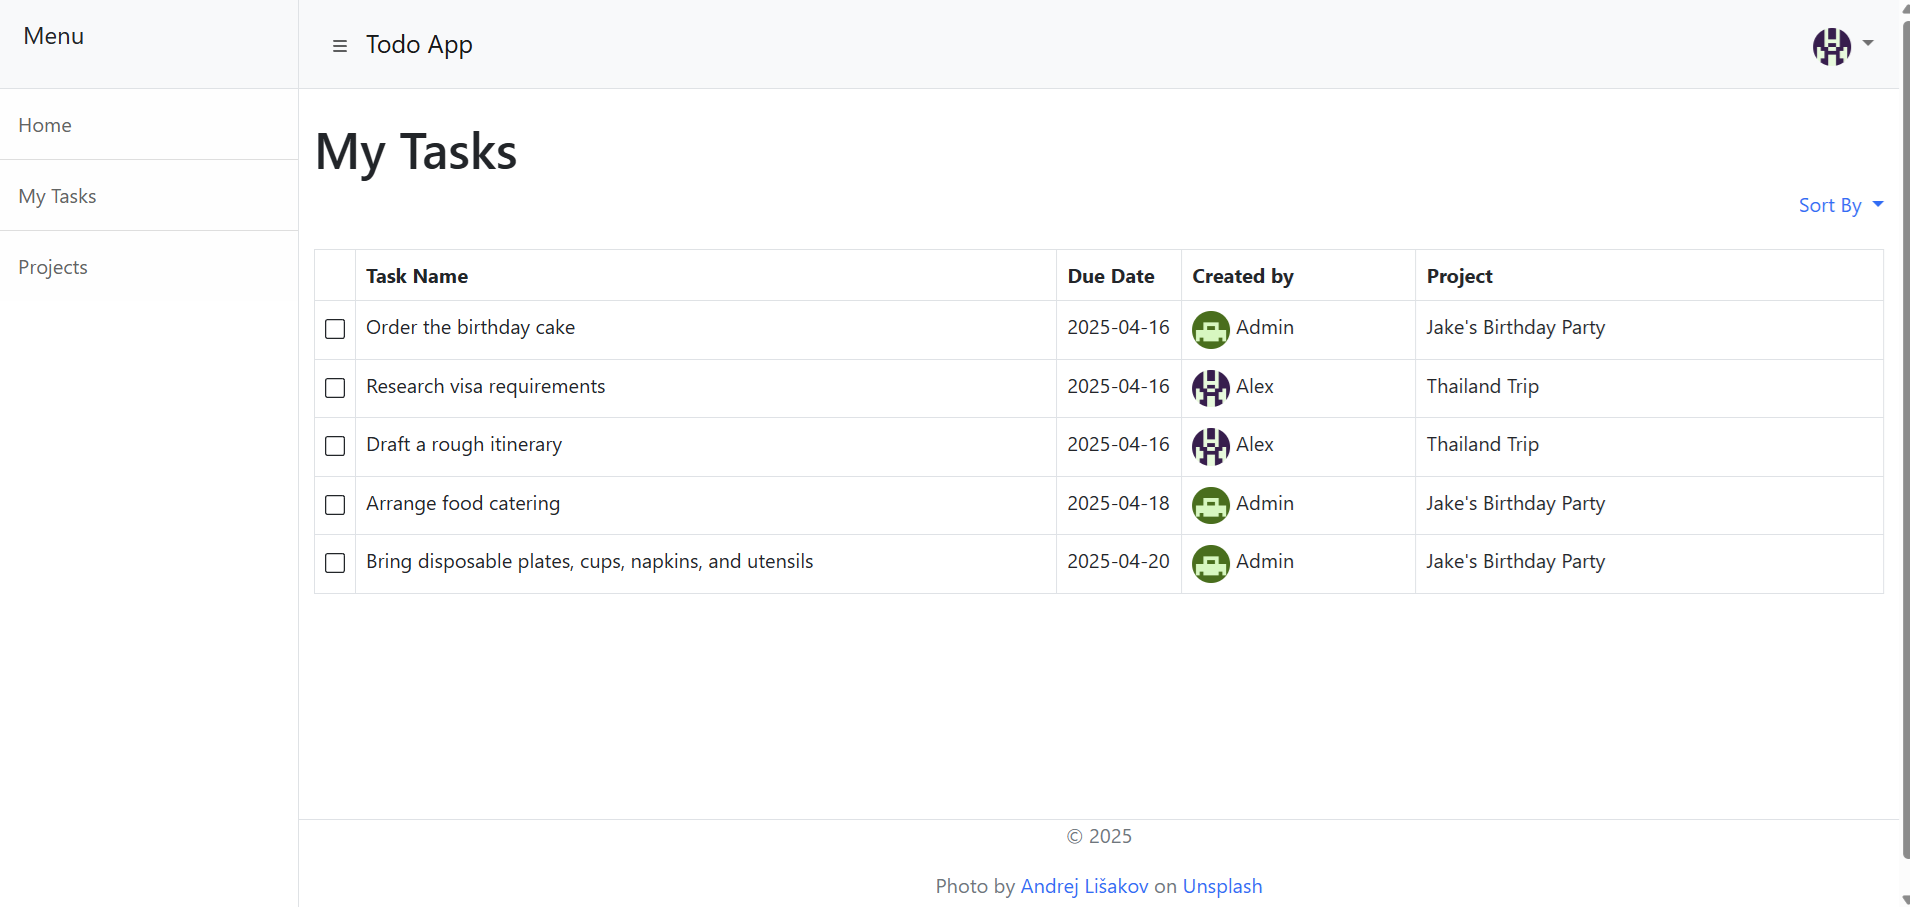 Menu
Todo App
Home
My Tasks
Projects
My Tasks
Sort By
Task Name Due Date Created by Project
Order the birthday cake 2025-04-16 Admin Jake's Birthday Party
Research visa requirements 2025-04-16 Alex Thailand Trip
Draft a rough itinerary 2025-04-16 Alex Thailand Trip
Arrange food catering 2025-04-18 Admin Jake's Birthday Party
Bring disposable plates, cups, napkins, and utensils 2025-04-20 Admin Jake's Birthday Party
© 2025
Photo by Andrej Lišakov on Unsplash